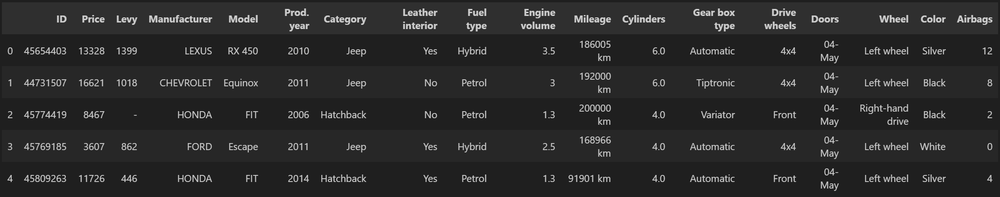 ID Price Levy Manufacturer Model Prod. year Category Leather interior Fuel type Engine volume Mileage Cylinders Gear box type Drive wheels Doors Wheel Color Airbags
0 45654403 13328 1399 LEXUS RX 450 2010 Jeep Yes Hybrid 3.5 186005 km 6.0 Automatic 4x4 04-May Left wheel Silver 12
1 44731507 16621 1018 CHEVROLET Equinox 2011 Jeep No Petrol 3 192000 km 6.0 Tiptronic 4x4 04-May Left wheel Black 8
2 45774419 8467 - HONDA FIT 2006 Hatchback No Petrol 1.3 200000 km 4.0 Variator Front 04-May Right-hand drive Black 2
3 45769185 3607 862 FORD Escape 2011 Jeep Yes Hybrid 2.5 168966 km 4.0 Automatic 4x4 04-May Left wheel White 0
4 45809263 11726 446 HONDA FIT 2014 Hatchback Yes Petrol 1.3 91901 km 4.0 Automatic Front 04-May Left wheel Silver 4